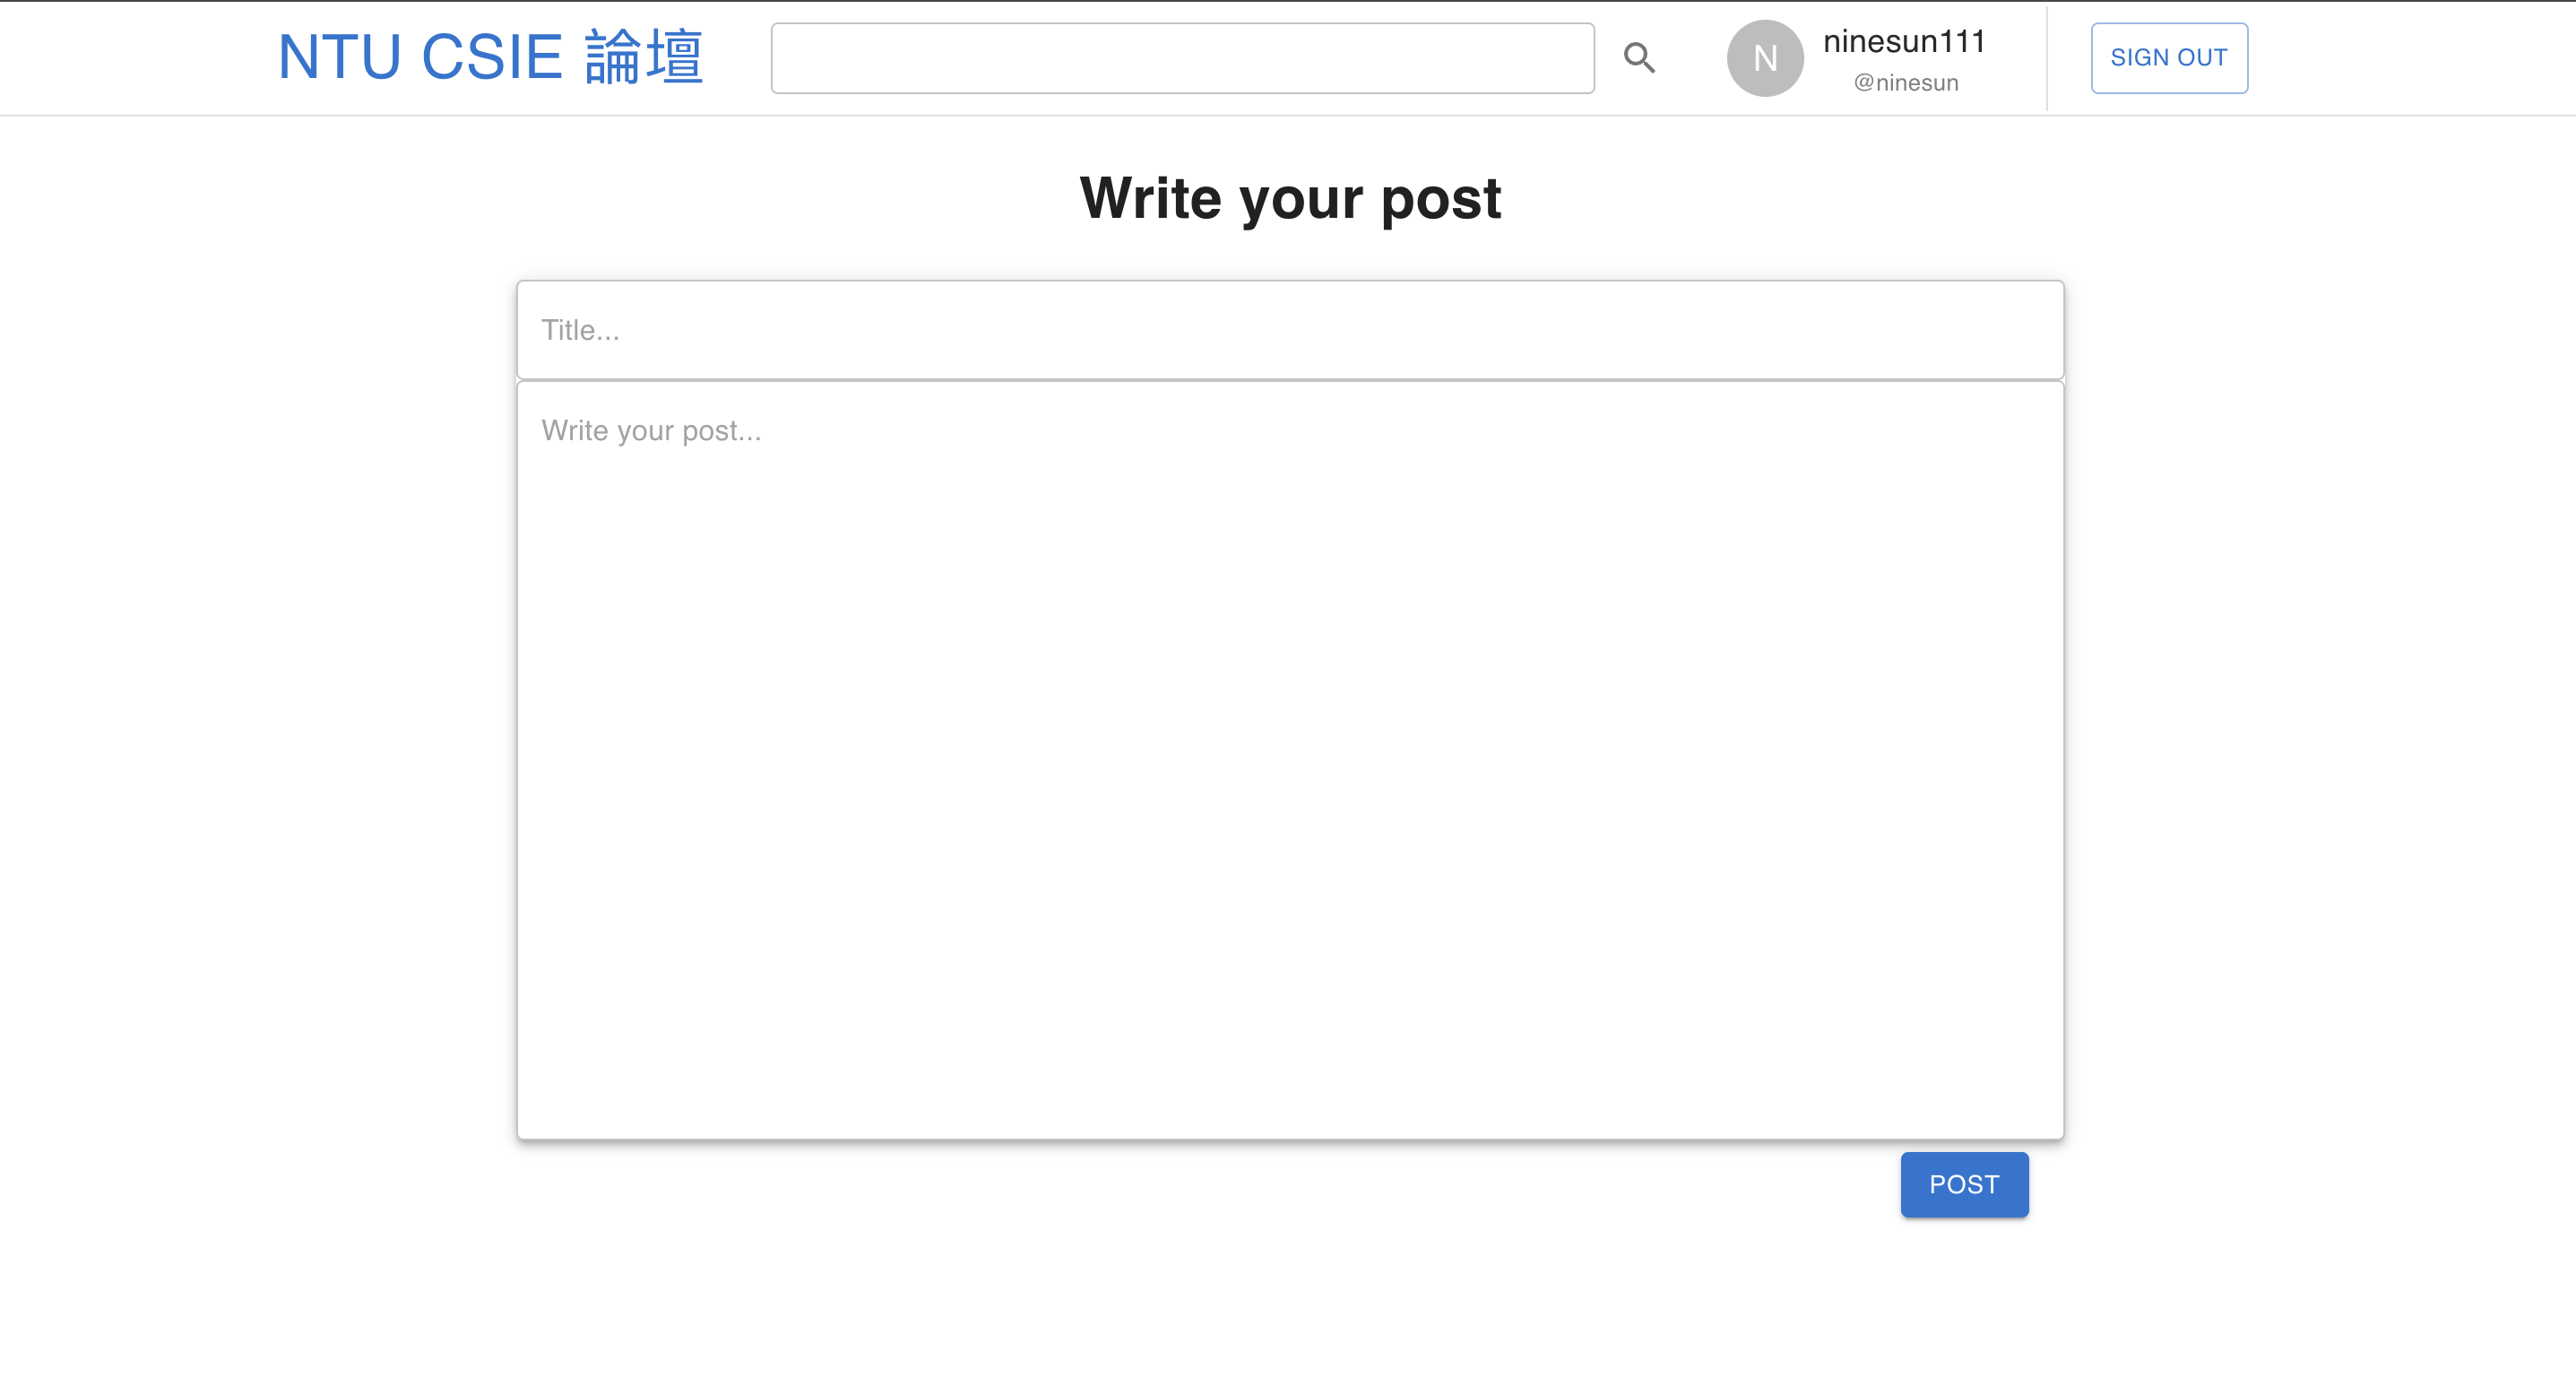 NTU CSIE 論壇
N
ninesun111
@ninesun
SIGN OUT
Write your post
Title...
Write your post...
POST